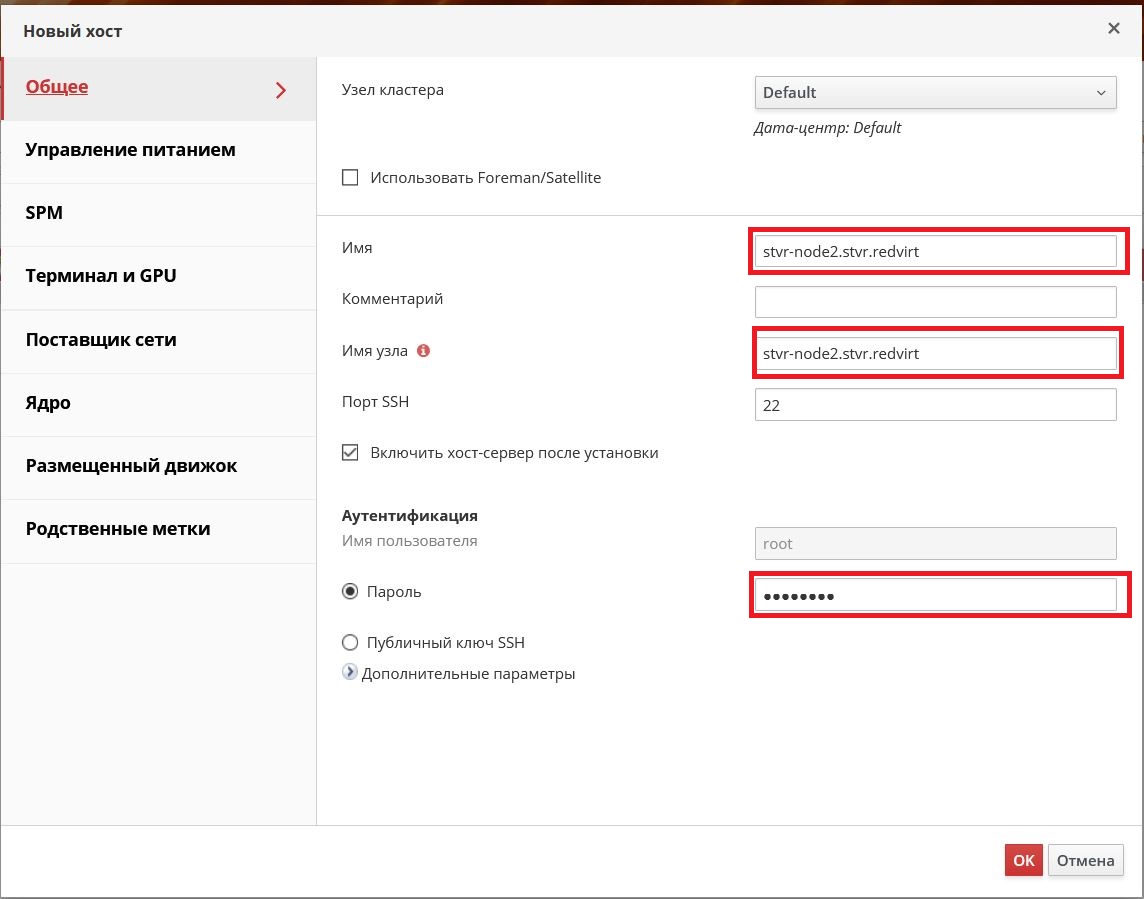 Новый хост
Общее
Управление питанием
SPM
Терминал и GPU
Поставщик сети
Ядро
Размещенный движок
Родственные метки
Узел кластера
Default
Дата-центр: Default
Использовать Foreman/Satellite
Имя
stvr-node2.stvr.redvirt
Комментарий
Имя узла
stvr-node2.stvr.redvirt
Порт SSH
22
Включить хост-сервер после установки
Аутентификация
Имя пользователя
root
Пароль
••••••••
Публичный ключ SSH
Дополнительные параметры
OK
Отмена